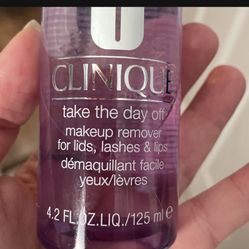 CLINIQUE
take the day off
makeup remover
for lids, lashes & lips
démaquillant facile
yeux/lèvres
4.2 FL.OZ.LIQ./125 ml e